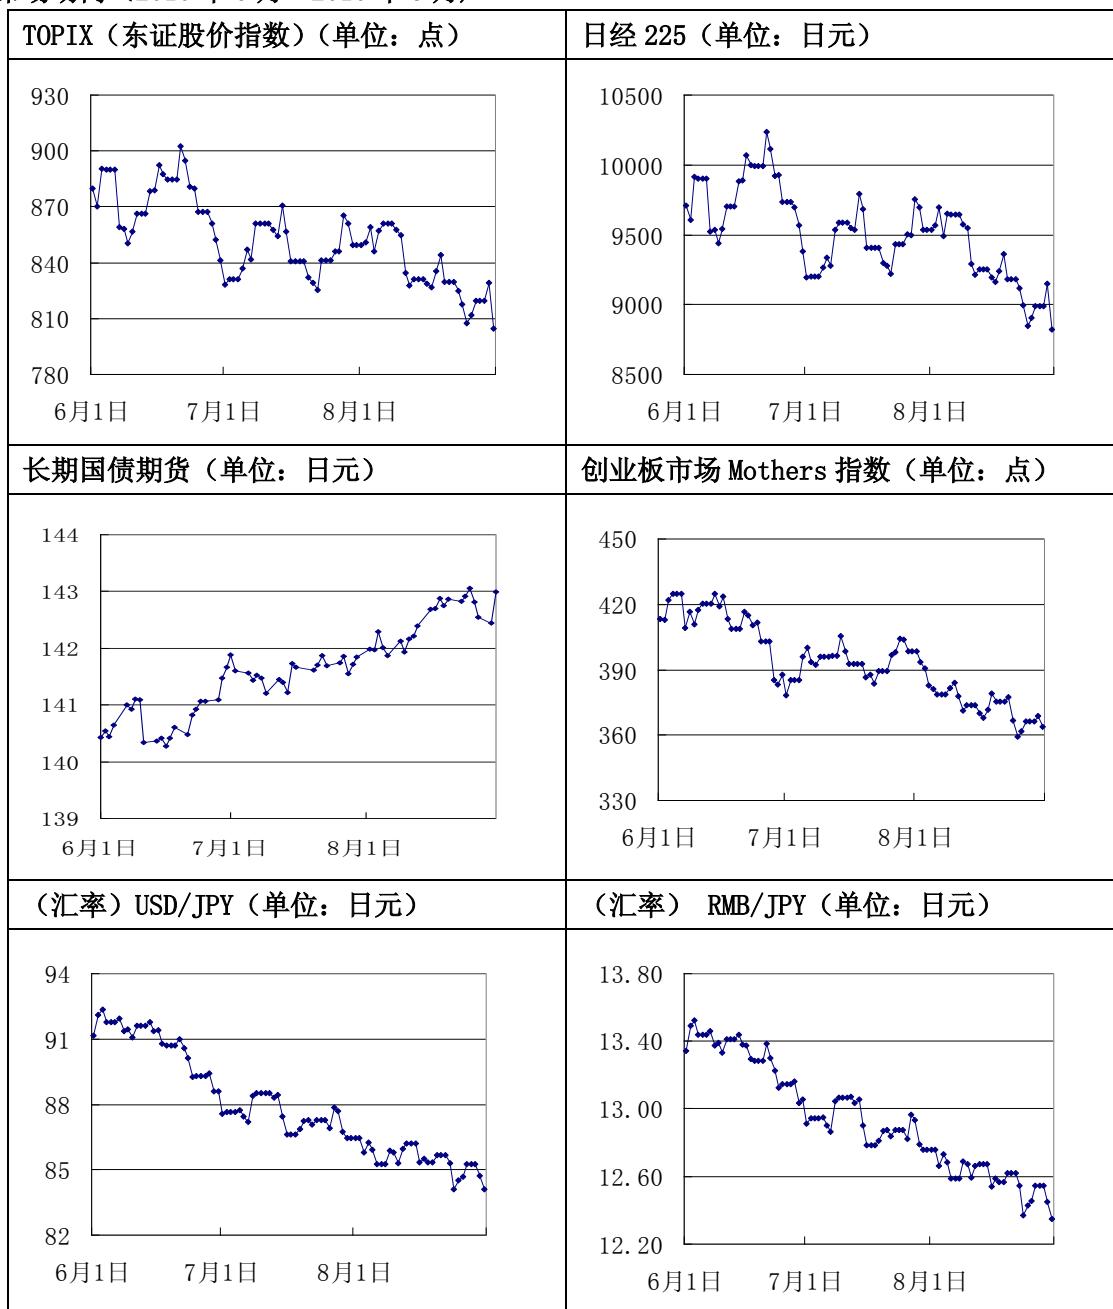 TOPIX（东证股价指数）（单位：点）
日经 225（单位：日元）
930
900
870
840
810
780
6月1日 7月1日 8月1日
10500
10000
9500
9000
8500
6月1日 7月1日 8月1日
长期国债期货（单位：日元）
创业板市场 Mothers 指数（单位：点）
144
143
142
141
140
139
6月1日 7月1日 8月1日
450
420
390
360
330
6月1日 7月1日 8月1日
（汇率）USD/JPY（单位：日元）
（汇率） RMB/JPY（单位：日元）
94
91
88
85
82
6月1日 7月1日 8月1日
13.80
13.40
13.00
12.60
12.20
6月1日 7月1日 8月1日